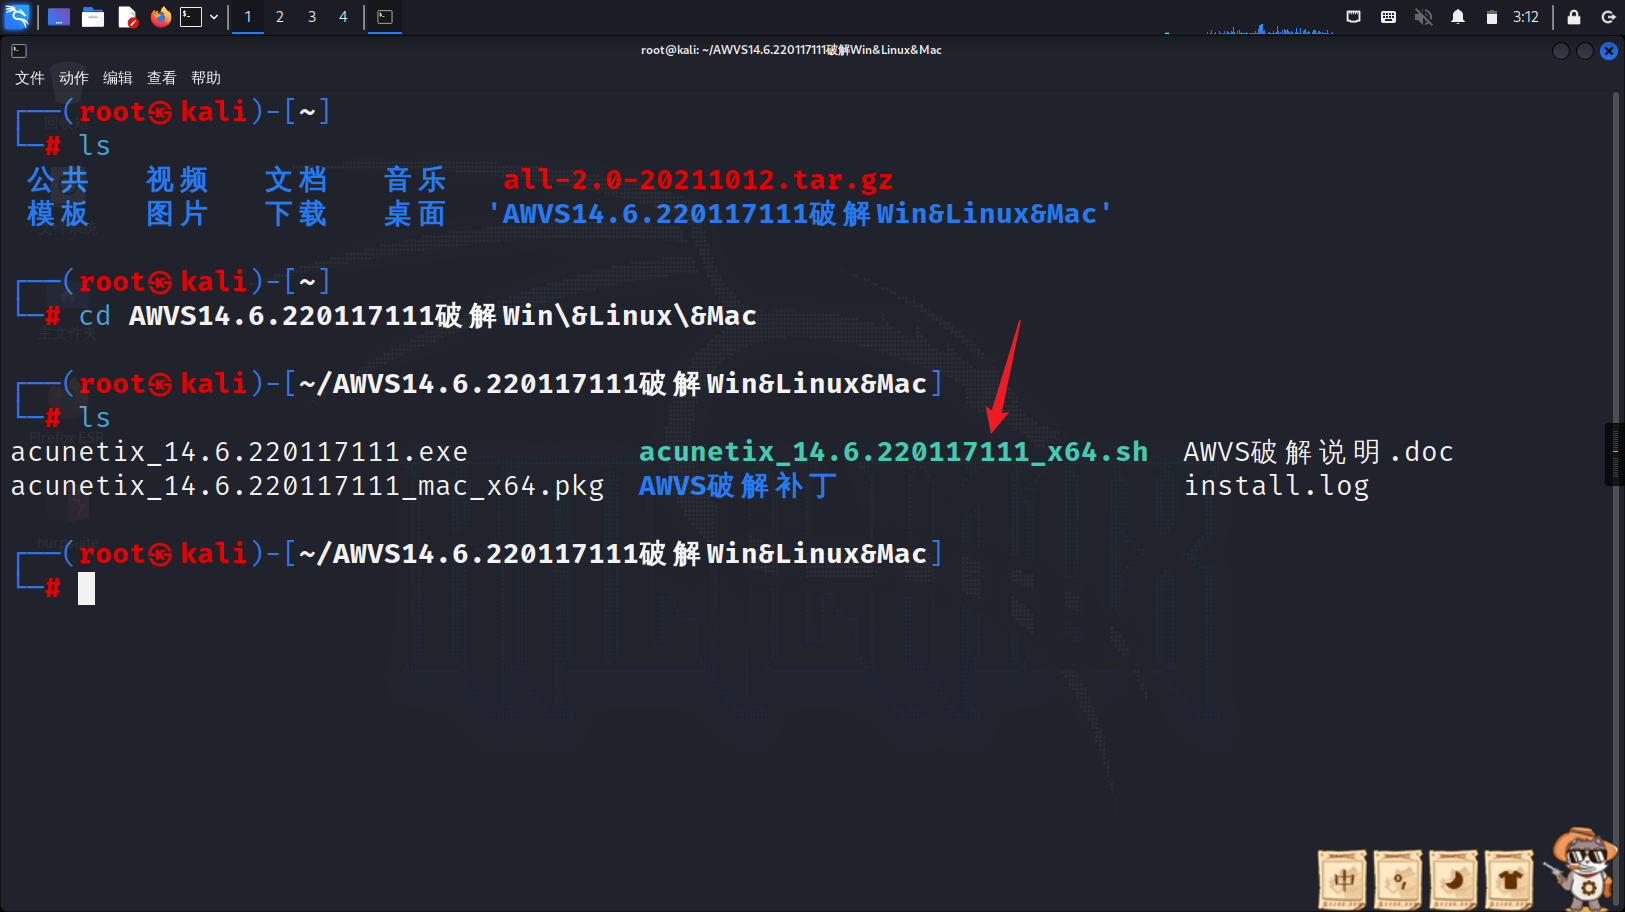 1 2 3 4 3:12
root@kali: ~/AWVS14.6.220117111破解Win&Linux&Mac
文件 动作 编辑 查看 帮助
┌──(root㉿kali)-[~]
└─# ls
公共 视频 文档 音乐 all-2.0-20211012.tar.gz
模板 图片 下载 桌面 'AWVS14.6.220117111破解Win&Linux&Mac'
┌──(root㉿kali)-[~]
└─# cd AWVS14.6.220117111破解Win\&Linux\&Mac
┌──(root㉿kali)-[~/AWVS14.6.220117111破解Win&Linux&Mac]
└─# ls
acunetix_14.6.220117111.exe acunetix_14.6.220117111_x64.sh AWVS破解说明.doc
acunetix_14.6.220117111_mac_x64.pkg AWVS破解补丁 install.log
┌──(root㉿kali)-[~/AWVS14.6.220117111破解Win&Linux&Mac]
└─#
中